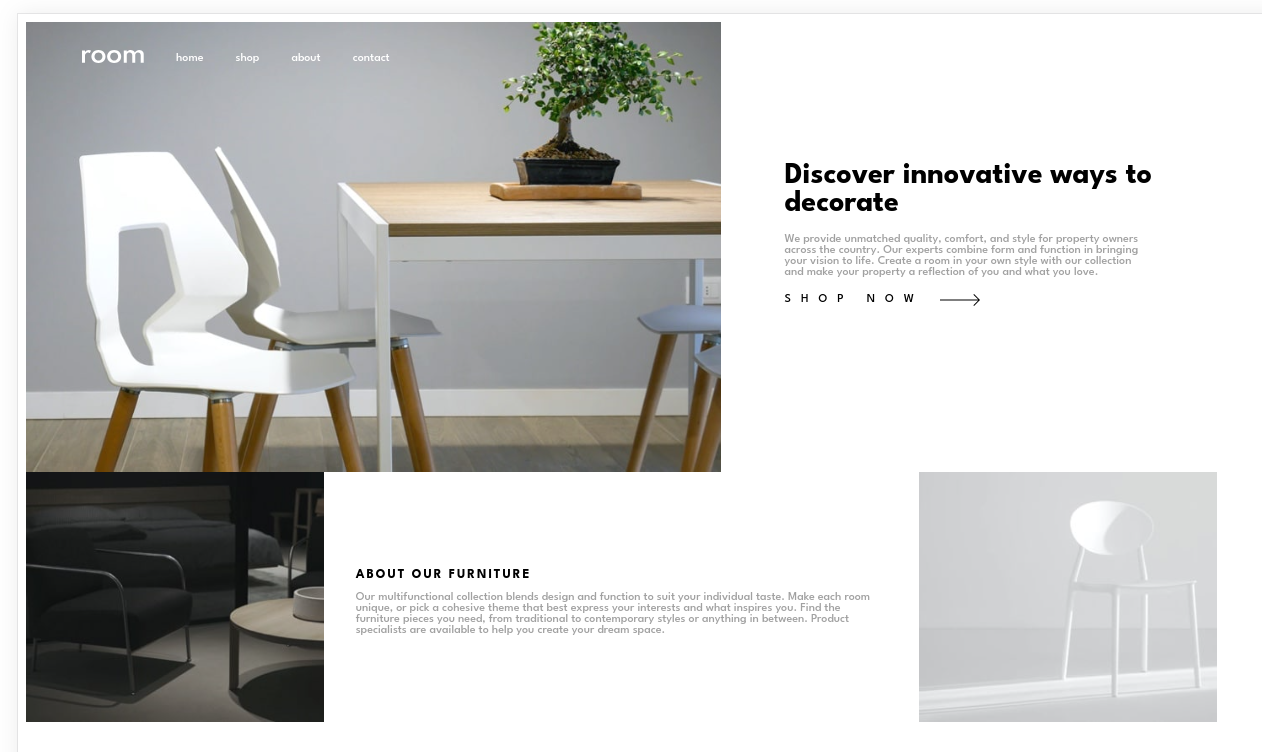 room home shop about contact
Discover innovative ways to
decorate
We provide unmatched quality, comfort, and style for property owners
across the country. Our experts combine form and function in bringing
your vision to life. Create a room in your own style with our collection
and make your property a reflection of you and what you love.
SHOP NOW
ABOUT OUR FURNITURE
Our multifunctional collection blends design and function to suit your individual taste. Make each room
unique, or pick a cohesive theme that best express your interests and what inspires you. Find the
furniture pieces you need, from traditional to contemporary styles or anything in between. Product
specialists are available to help you create your dream space.